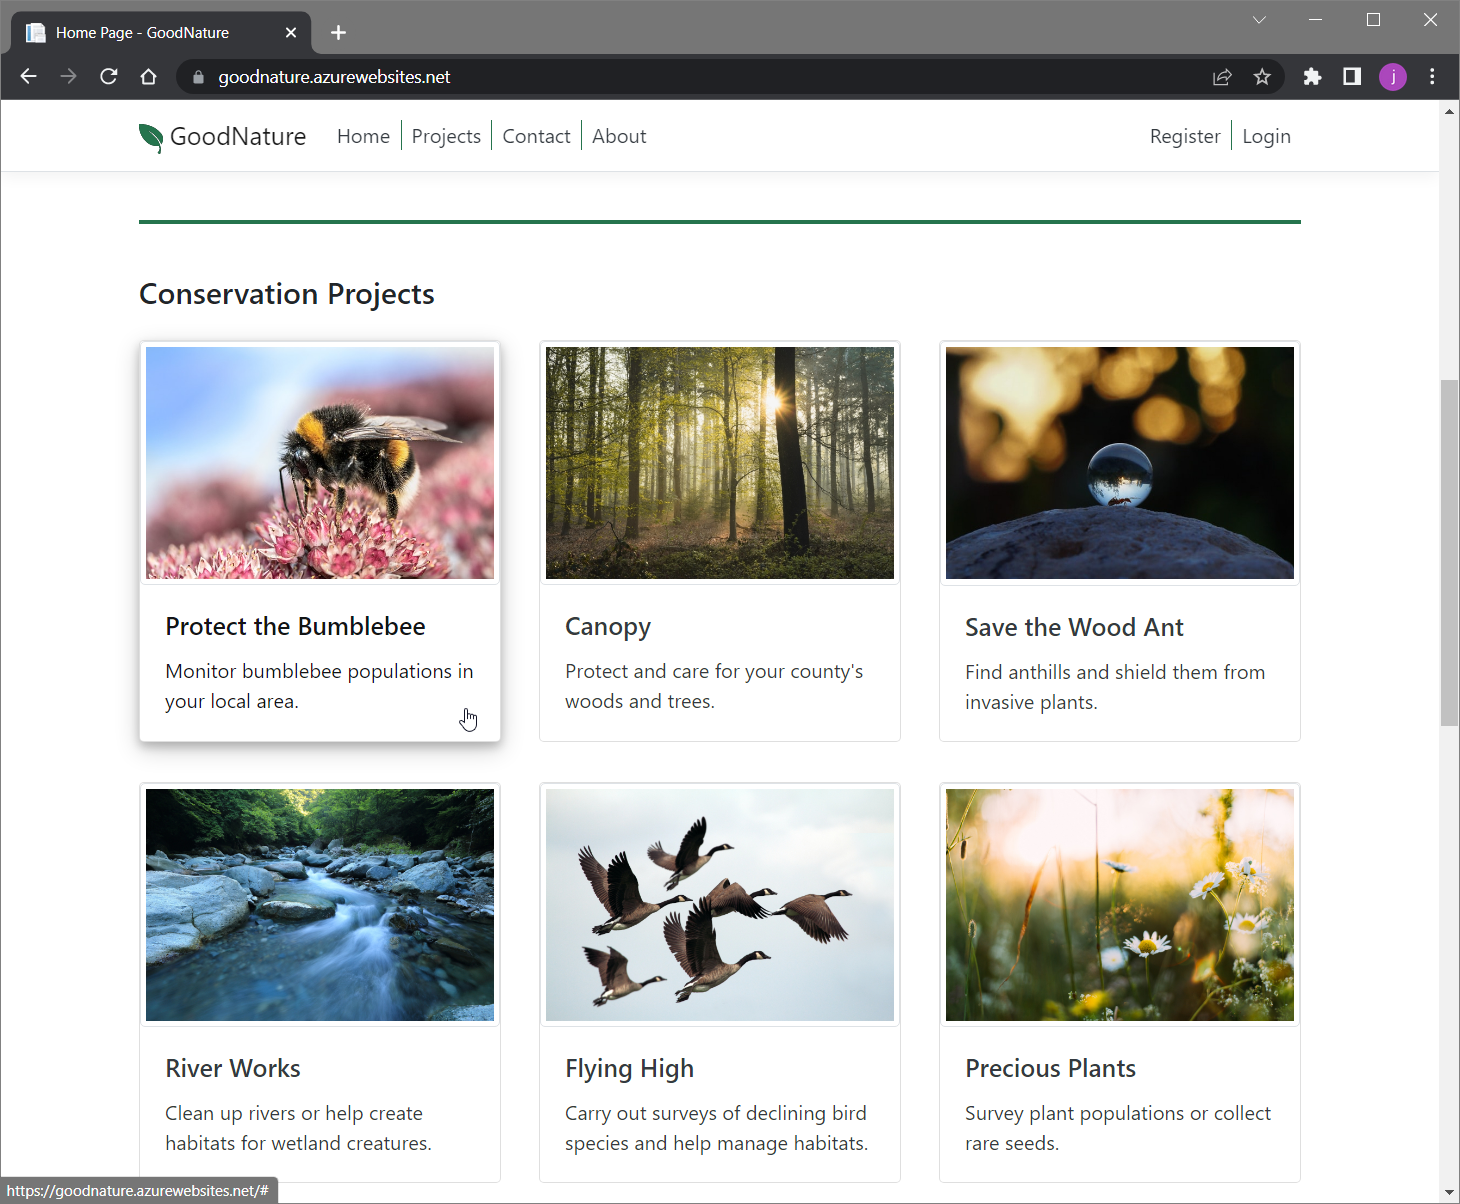 Home Page - GoodNature
goodnature.azurewebsites.net
j
GoodNature
Home
Projects
Contact
About
Register
Login
Conservation Projects
Protect the Bumblebee
Monitor bumblebee populations in
your local area.
Canopy
Protect and care for your county's
woods and trees.
Save the Wood Ant
Find anthills and shield them from
invasive plants.
River Works
Clean up rivers or help create
habitats for wetland creatures.
Flying High
Carry out surveys of declining bird
species and help manage habitats.
Precious Plants
Survey plant populations or collect
rare seeds.
https://goodnature.azurewebsites.net/#